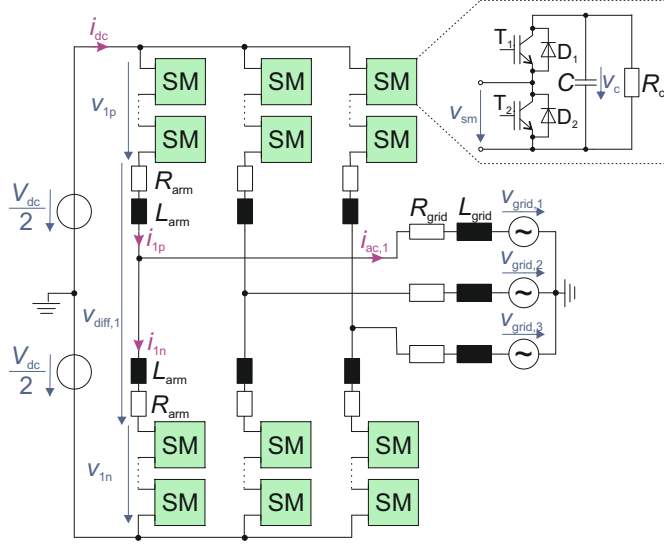 i_dc
T_1
D_1
C
v_c
R_c
v_sm
T_2
D_2
SM SM SM
v_1p
SM SM SM
R_arm
L_arm
V_dc
2
i_1p
i_ac,1
R_grid
L_grid
v_grid,1
~
v_grid,2
~
v_grid,3
~
v_diff,1
i_1n
V_dc
2
L_arm
R_arm
SM SM SM
v_1n
SM SM SM